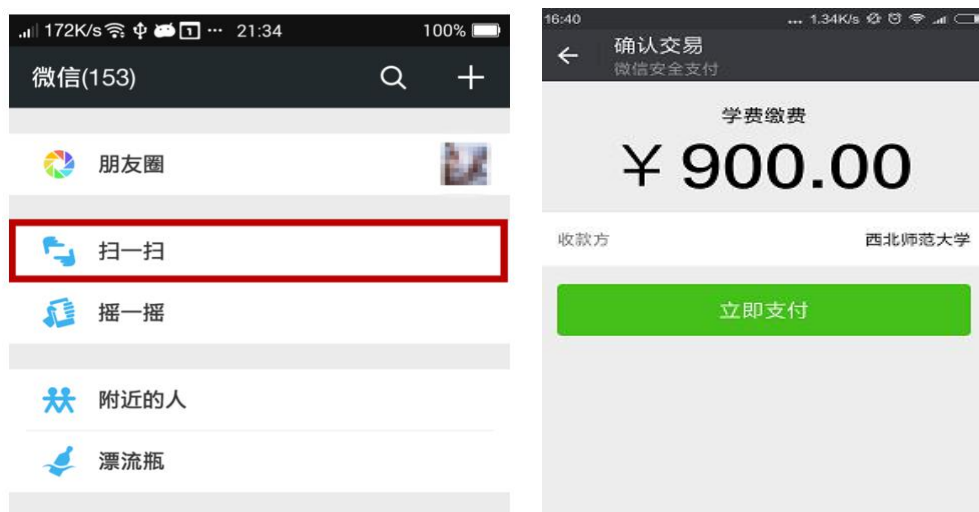 172K/s 1 ... 21:34 100%
微信(153)
朋友圈
扫一扫
摇一摇
附近的人
漂流瓶
16:40 ... 1.34K/s
确认交易
微信安全支付
学费缴费
￥900.00
收款方 西北师范大学
立即支付